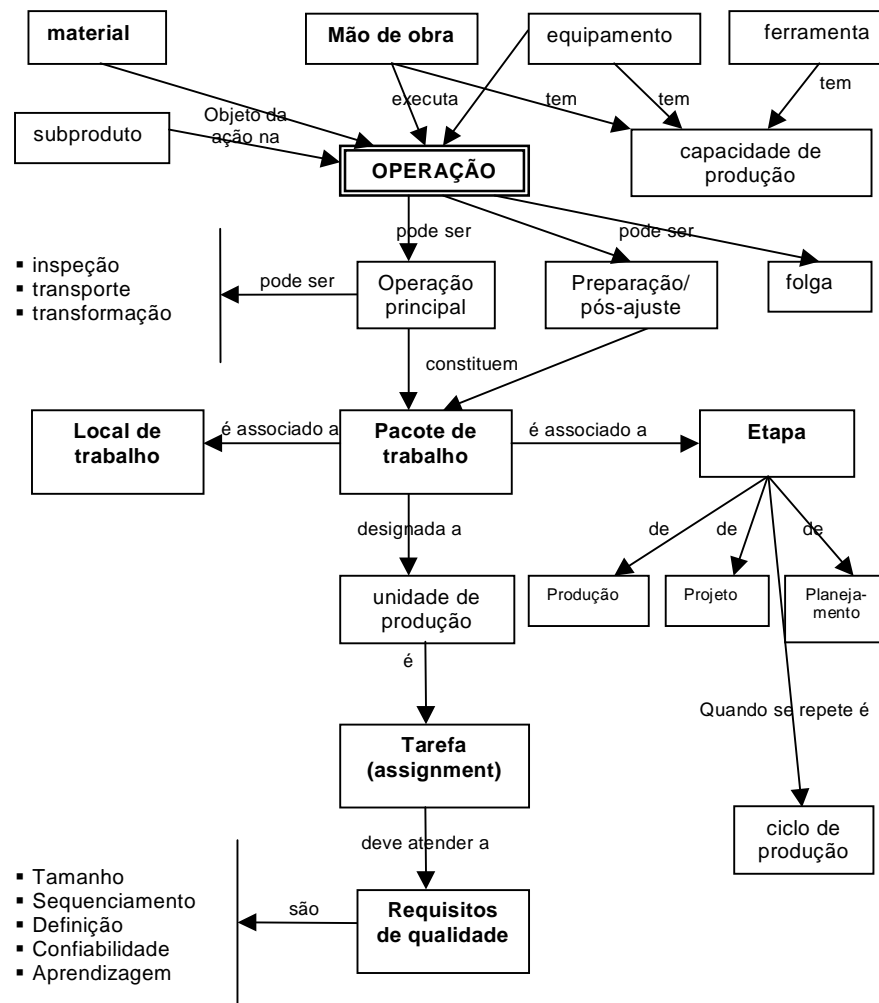 material
Mão de obra
equipamento
ferramenta
Objeto da
ação na
executa
tem
tem
tem
subproduto
OPERAÇÃO
capacidade de
produção
pode ser
pode ser
▪ inspeção
▪ transporte
▪ transformação
pode ser
Operação
principal
Preparação/
pós-ajuste
folga
constituem
Local de
trabalho
é associado a
Pacote de
trabalho
é associado a
Etapa
designada a
de
de
de
unidade de
produção
Produção
Projeto
Planeja-
mento
é
Quando se repete é
Tarefa
(assignment)
ciclo de
produção
deve atender a
▪ Tamanho
▪ Sequenciamento
▪ Definição
▪ Confiabilidade
▪ Aprendizagem
são
Requisitos
de qualidade